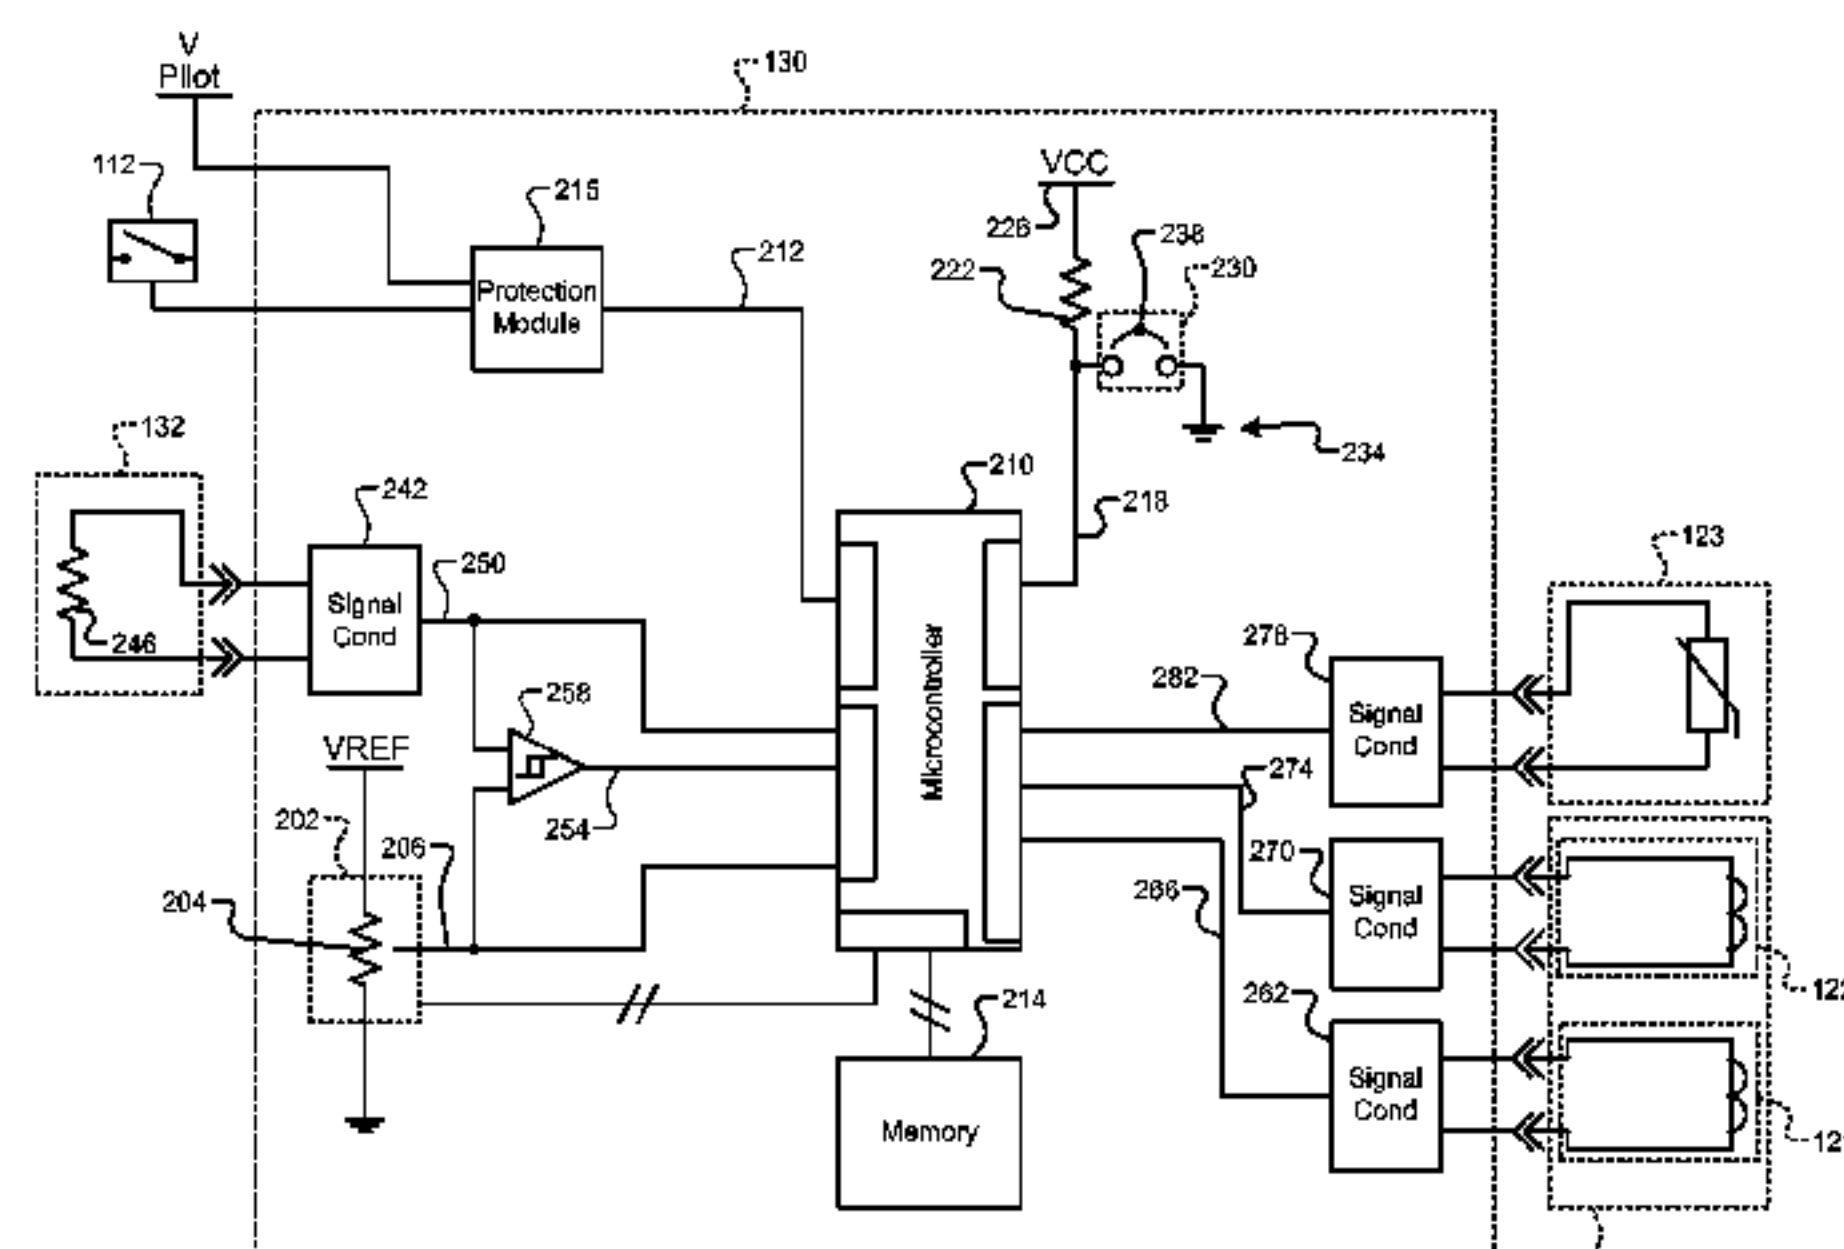 V
Pilot
130
112
215
VCC
226
238
212
222
230
Protection
Module
234
132
242
210
218
250
123
Signal
Cond
246
278
258
282
Microcontroller
Signal
Cond
VREF
274
254
202
206
270
204
266
Signal
Cond
214
262
Signal
Cond
Memory